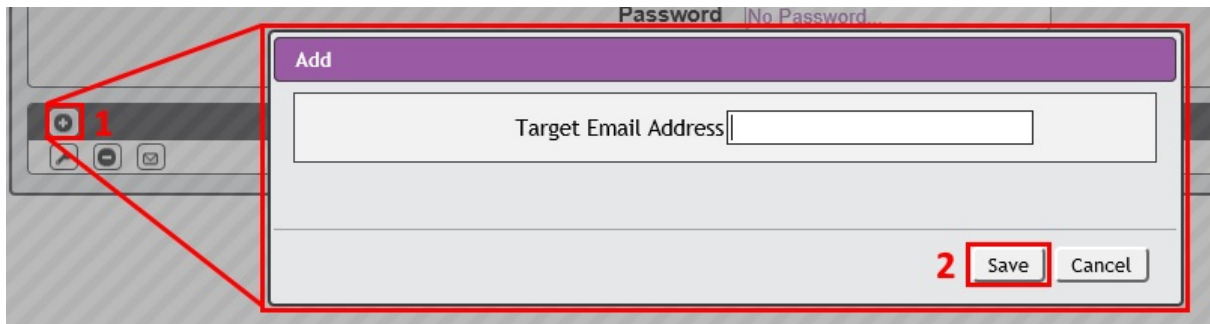 Password No Password...
Add
1
Target Email Address
2 Save Cancel